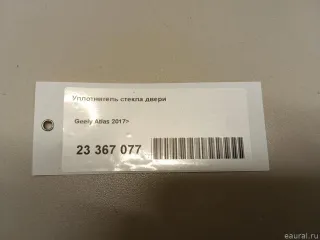 Уплотнитель стекла двери
Geely Atlas 2017>
23 367 077
eaural.ru